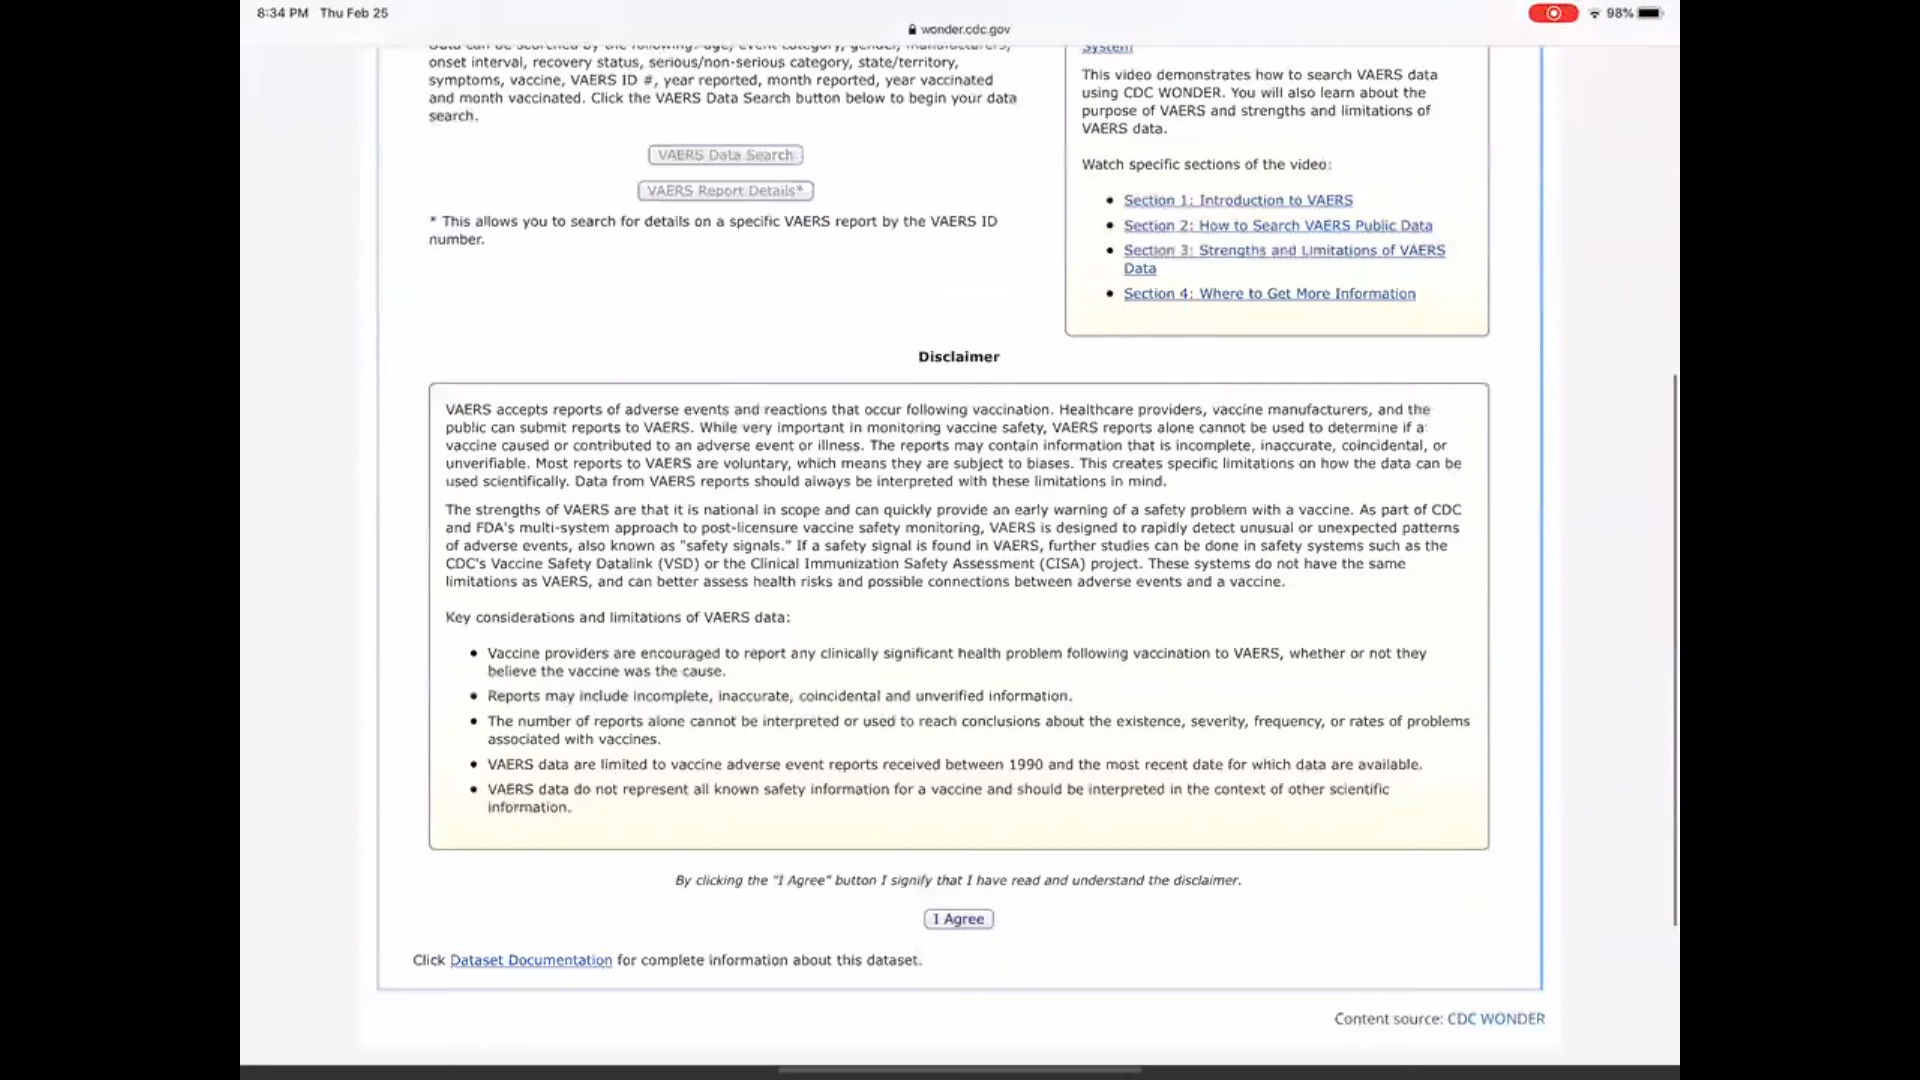 8:34 PM Thu Feb 25
98%
wonder.cdc.gov
Data can be searched by the following: age, event category, gender, manufacturers,
onset interval, recovery status, serious/non-serious category, state/territory,
symptoms, vaccine, VAERS ID #, year reported, month reported, year vaccinated
and month vaccinated. Click the VAERS Data Search button below to begin your data
search.
VAERS Data Search
VAERS Report Details*
* This allows you to search for details on a specific VAERS report by the VAERS ID
number.
System
This video demonstrates how to search VAERS data
using CDC WONDER. You will also learn about the
purpose of VAERS and strengths and limitations of
VAERS data.
Watch specific sections of the video:
• Section 1: Introduction to VAERS
• Section 2: How to Search VAERS Public Data
• Section 3: Strengths and Limitations of VAERS
Data
• Section 4: Where to Get More Information
Disclaimer
VAERS accepts reports of adverse events and reactions that occur following vaccination. Healthcare providers, vaccine manufacturers, and the
public can submit reports to VAERS. While very important in monitoring vaccine safety, VAERS reports alone cannot be used to determine if a
vaccine caused or contributed to an adverse event or illness. The reports may contain information that is incomplete, inaccurate, coincidental, or
unverifiable. Most reports to VAERS are voluntary, which means they are subject to biases. This creates specific limitations on how the data can be
used scientifically. Data from VAERS reports should always be interpreted with these limitations in mind.
The strengths of VAERS are that it is national in scope and can quickly provide an early warning of a safety problem with a vaccine. As part of CDC
and FDA's multi-system approach to post-licensure vaccine safety monitoring, VAERS is designed to rapidly detect unusual or unexpected patterns
of adverse events, also known as "safety signals." If a safety signal is found in VAERS, further studies can be done in safety systems such as the
CDC's Vaccine Safety Datalink (VSD) or the Clinical Immunization Safety Assessment (CISA) project. These systems do not have the same
limitations as VAERS, and can better assess health risks and possible connections between adverse events and a vaccine.
Key considerations and limitations of VAERS data:
• Vaccine providers are encouraged to report any clinically significant health problem following vaccination to VAERS, whether or not they
believe the vaccine was the cause.
• Reports may include incomplete, inaccurate, coincidental and unverified information.
• The number of reports alone cannot be interpreted or used to reach conclusions about the existence, severity, frequency, or rates of problems
associated with vaccines.
• VAERS data are limited to vaccine adverse event reports received between 1990 and the most recent date for which data are available.
• VAERS data do not represent all known safety information for a vaccine and should be interpreted in the context of other scientific
information.
By clicking the "I Agree" button I signify that I have read and understand the disclaimer.
I Agree
Click Dataset Documentation for complete information about this dataset.
Content source: CDC WONDER